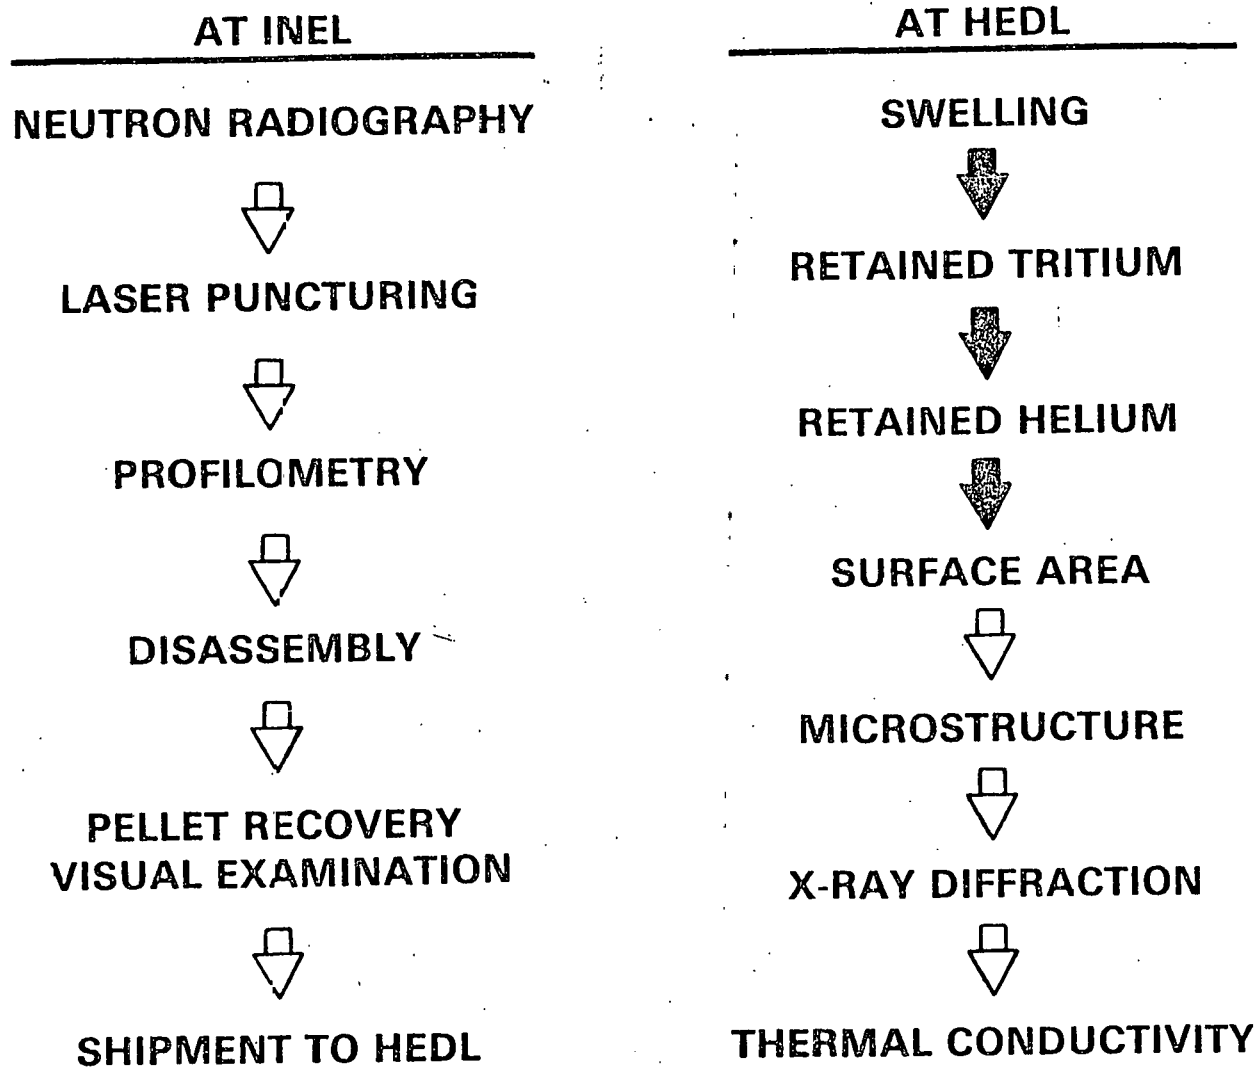 AT INEL
NEUTRON RADIOGRAPHY
LASER PUNCTURING
PROFILOMETRY
DISASSEMBLY
PELLET RECOVERY
VISUAL EXAMINATION
SHIPMENT TO HEDL
AT HEDL
SWELLING
RETAINED TRITIUM
RETAINED HELIUM
SURFACE AREA
MICROSTRUCTURE
X-RAY DIFFRACTION
THERMAL CONDUCTIVITY